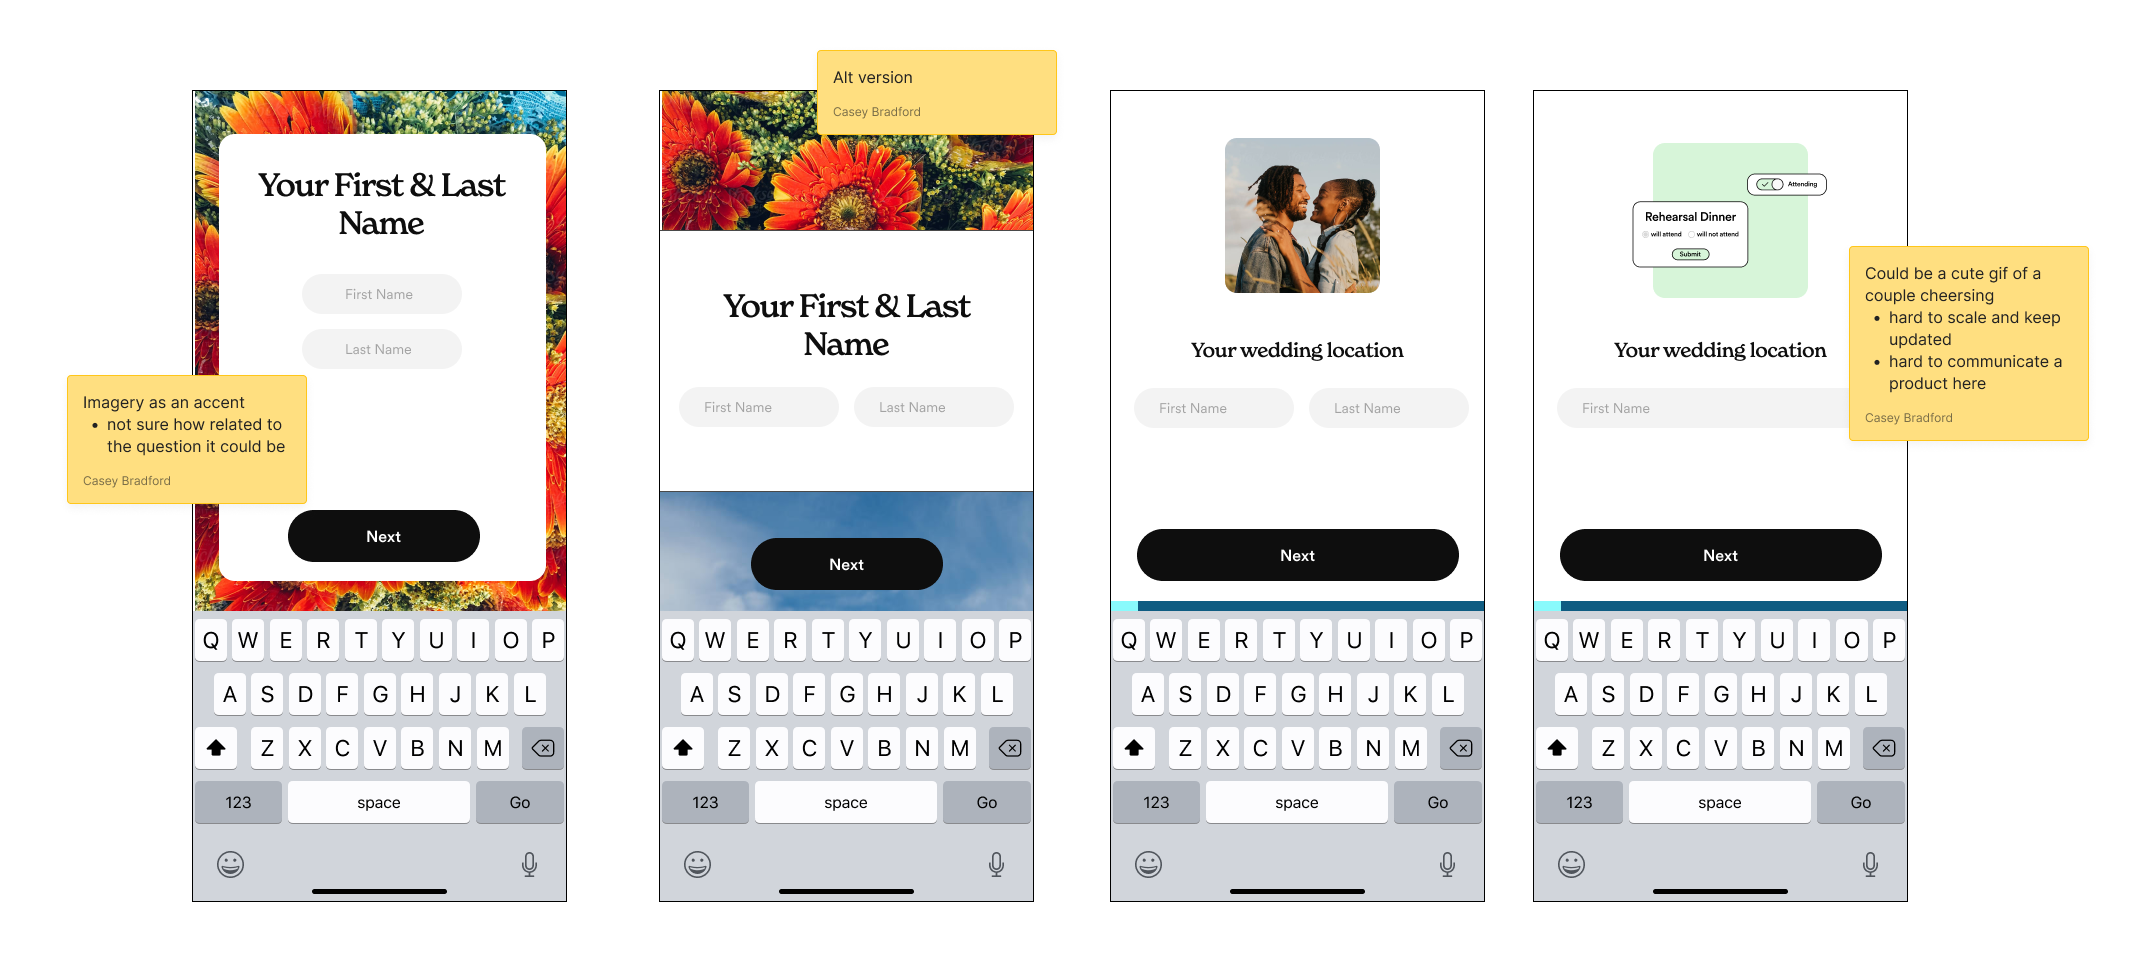 Your First & Last
Name
First Name
Last Name
Imagery as an accent
• not sure how related to
the question it could be
Casey Bradford
Next
Q W E R T Y U I O P
A S D F G H J K L
Z X C V B N M
123 space Go
Alt version
Casey Bradford
Your First & Last
Name
First Name Last Name
Next
Q W E R T Y U I O P
A S D F G H J K L
Z X C V B N M
123 space Go
Your wedding location
First Name Last Name
Next
Q W E R T Y U I O P
A S D F G H J K L
Z X C V B N M
123 space Go
Attending
Rehearsal Dinner
will attend will not attend
Submit
Your wedding location
First Name
Could be a cute gif of a
couple cheersing
• hard to scale and keep
updated
• hard to communicate a
product here
Casey Bradford
Next
Q W E R T Y U I O P
A S D F G H J K L
Z X C V B N M
123 space Go